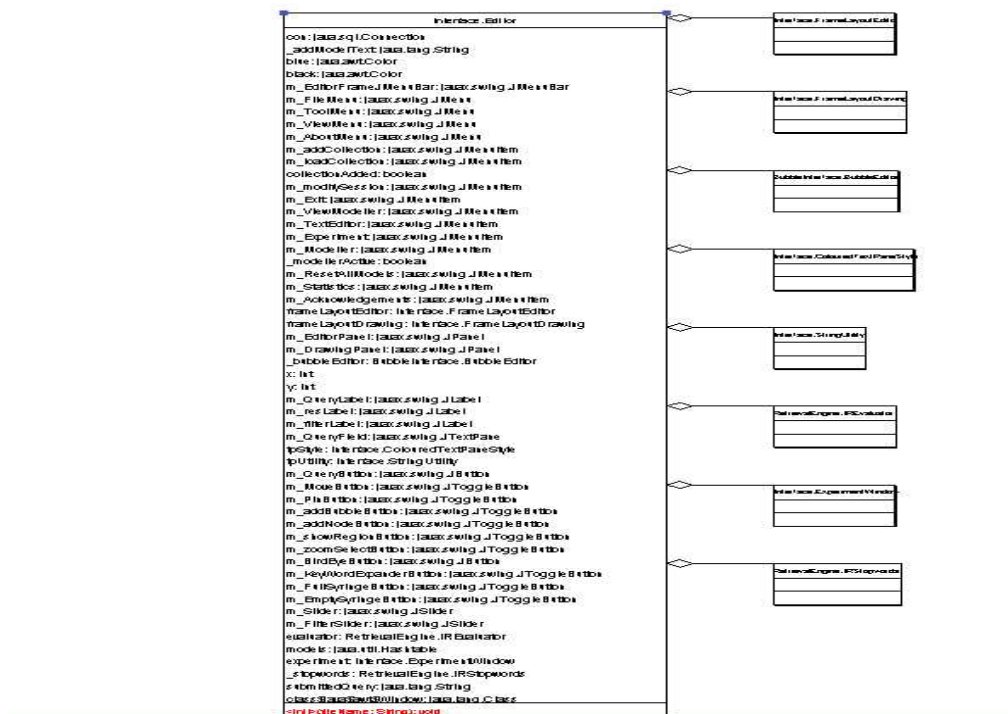 Interface.Editor
con: java.sql.Connection
_addModelText: java.lang.String
blue: java.awt.Color
black: java.awt.Color
m_EditorFrameJMenuBar: javax.swing.JMenuBar
m_FileMenu: javax.swing.JMenu
m_ToolMenu: javax.swing.JMenu
m_ViewMenu: javax.swing.JMenu
m_AboutMenu: javax.swing.JMenu
m_addCollection: javax.swing.JMenuItem
m_loadCollection: javax.swing.JMenuItem
collectionAdded: boolean
m_modifySession: javax.swing.JMenuItem
m_Exit: javax.swing.JMenuItem
m_ViewModeller: javax.swing.JMenuItem
m_TextEditor: javax.swing.JMenuItem
m_Experiment: javax.swing.JMenuItem
m_Modeller: javax.swing.JMenuItem
_modellerActive: boolean
m_ResetAllModels: javax.swing.JMenuItem
m_Statistics: javax.swing.JMenuItem
m_Acknowledgements: javax.swing.JMenuItem
frameLayoutEditor: Interface.FrameLayoutEditor
frameLayoutDrawing: Interface.FrameLayoutDrawing
m_EditorPanel: javax.swing.JPanel
m_DrawingPanel: javax.swing.JPanel
_bubbleEditor: BubbleInterface.BubbleEditor
x: int
y: int
m_QueryLabel: javax.swing.JLabel
m_resLabel: javax.swing.JLabel
m_filterLabel: javax.swing.JLabel
m_QueryField: javax.swing.JTextPane
tpStyle: Interface.ColouredTextPaneStyle
tpUtility: Interface.StringUtility
m_QueryButton: javax.swing.JButton
m_MoveButton: javax.swing.JToggleButton
m_PinButton: javax.swing.JToggleButton
m_addBubbleButton: javax.swing.JToggleButton
m_addNodeButton: javax.swing.JToggleButton
m_showRegionButton: javax.swing.JToggleButton
m_zoomSelectButton: javax.swing.JToggleButton
m_BirdEyeButton: javax.swing.JButton
m_KeyWordExpanderButton: javax.swing.JToggleButton
m_FullSyringeButton: javax.swing.JToggleButton
m_EmptySyringeButton: javax.swing.JToggleButton
m_Slider: javax.swing.JSlider
m_FilterSlider: javax.swing.JSlider
evaluator: RetrievalEngine.IREvaluator
models: java.util.Hashtable
experiment: Interface.ExperimentWindow
_stopwords: RetrievalEngine.IRStopwords
submittedQuery: java.lang.String
class$java$awt$Window: java.lang.Class
Interface.FrameLayoutEdito
Interface.FrameLayoutDrawing
BubbleInterface.BubbleEditor
Interface.ColouredTextPaneStyle
Interface.StringUtility
RetrievalEngine.IREvaluator
Interface.ExperimentWindow
RetrievalEngine.IRStopwords